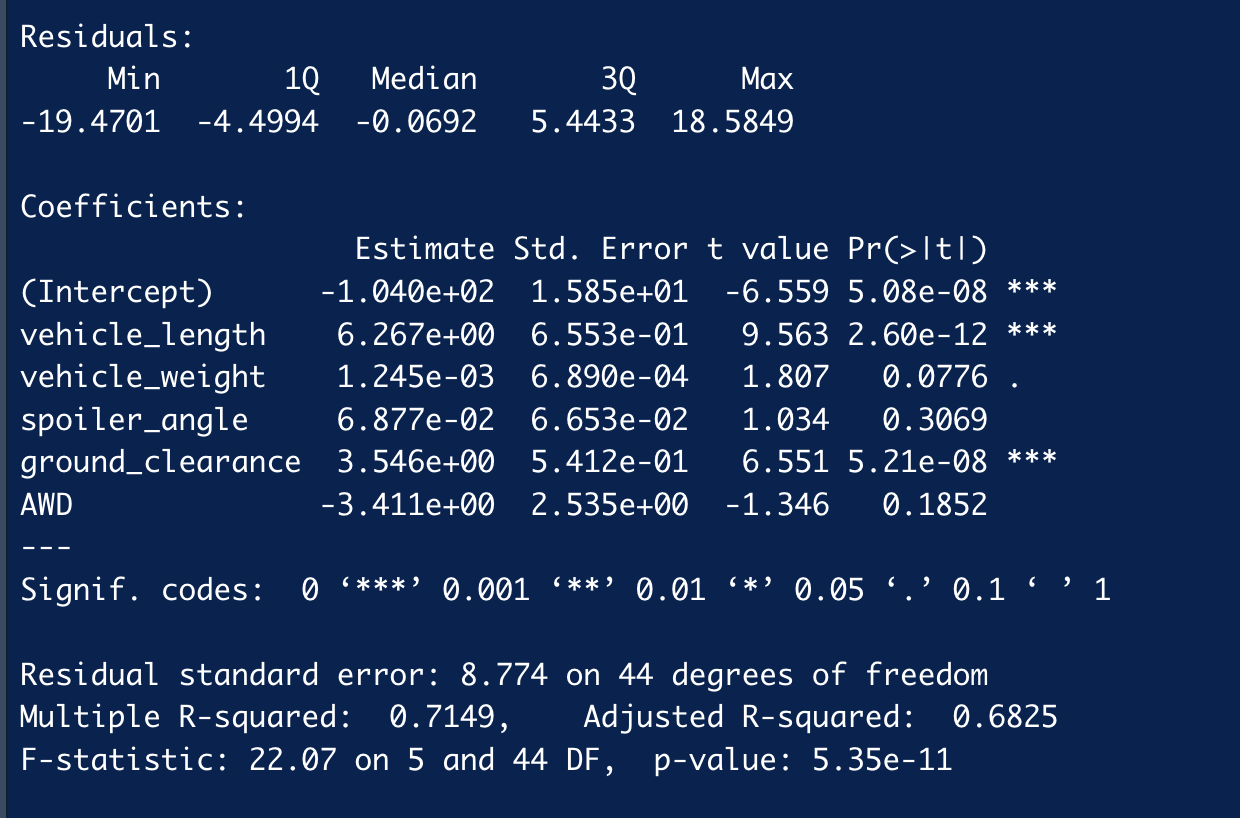 Residuals:
     Min       1Q   Median       3Q      Max
-19.4701  -4.4994  -0.0692   5.4433  18.5849

Coefficients:
                   Estimate Std. Error t value Pr(>|t|)
(Intercept)      -1.040e+02  1.585e+01  -6.559 5.08e-08 ***
vehicle_length    6.267e+00  6.553e-01   9.563 2.60e-12 ***
vehicle_weight    1.245e-03  6.890e-04   1.807   0.0776 .
spoiler_angle     6.877e-02  6.653e-02   1.034   0.3069
ground_clearance  3.546e+00  5.412e-01   6.551 5.21e-08 ***
AWD              -3.411e+00  2.535e+00  -1.346   0.1852
---
Signif. codes:  0 ‘***’ 0.001 ‘**’ 0.01 ‘*’ 0.05 ‘.’ 0.1 ‘ ’ 1

Residual standard error: 8.774 on 44 degrees of freedom
Multiple R-squared:  0.7149,    Adjusted R-squared:  0.6825
F-statistic: 22.07 on 5 and 44 DF,  p-value: 5.35e-11